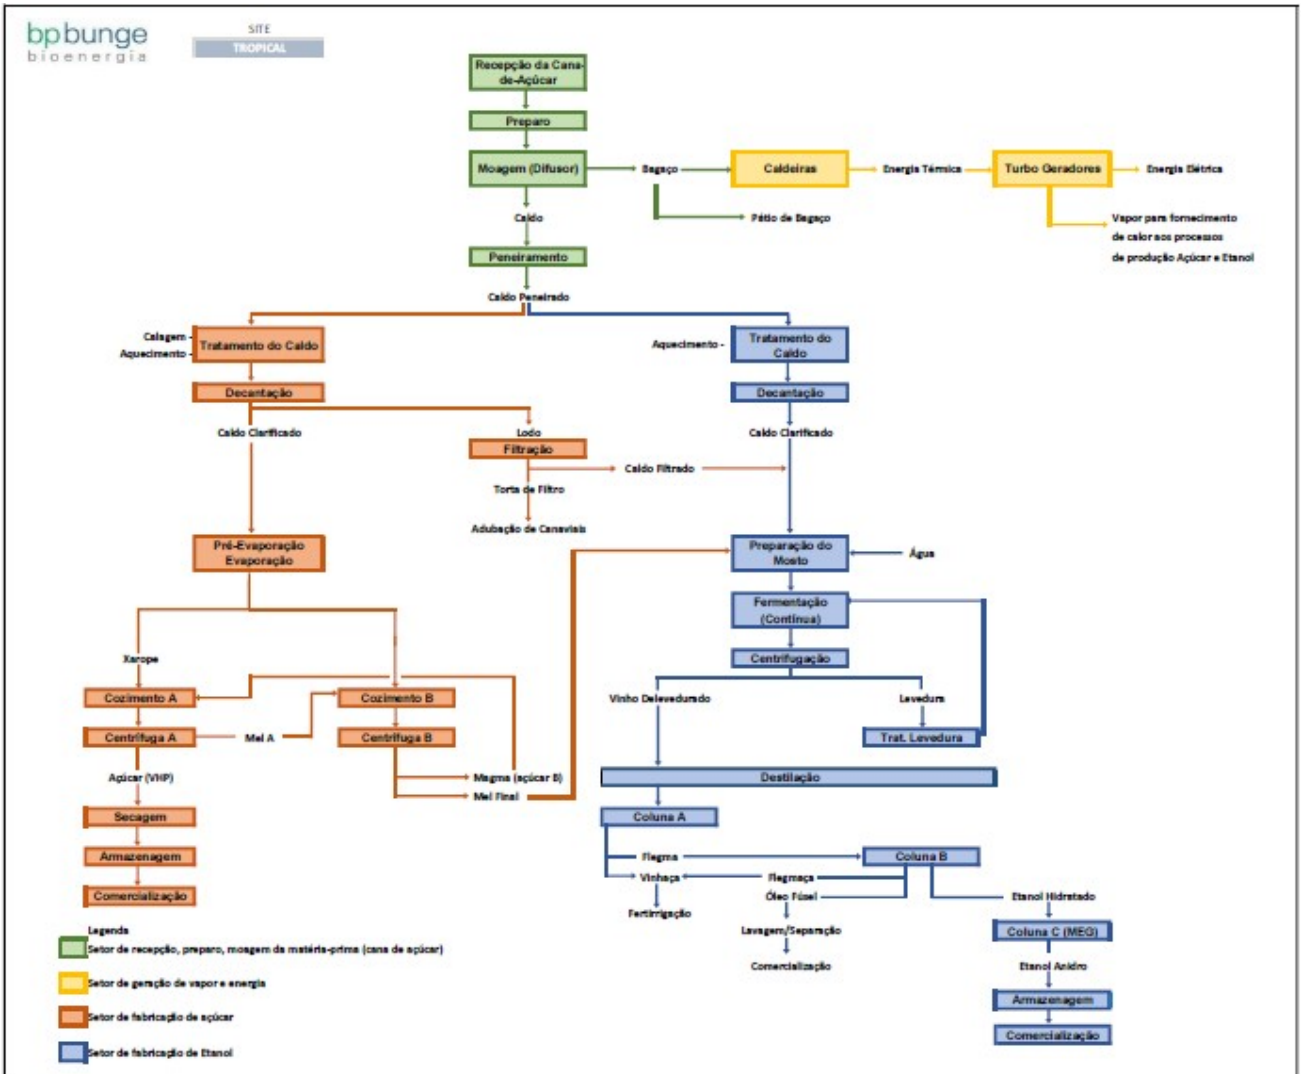 bpbunge
bioenergia
SITE
TROPICAL
Recepção da Cana-
de-Açúcar
Preparo
Moagem (Difusor)
Bagaço
Caldeiras
Energia Térmica
Turbo Geradores
Energia Elétrica
Caldo
Pátio de Bagaço
Vapor para fornecimento
de calor aos processos
de produção Açúcar e Etanol
Peneiramento
Caldo Peneirado
Calagem -
Aquecimento -
Tratamento do Caldo
Aquecimento -
Tratamento do
Caldo
Decantação
Decantação
Caldo Clarificado
Lodo
Caldo Clarificado
Filtração
Caldo Filtrado
Torta de Filtro
Adubação de Canaviais
Pré-Evaporação
Evaporação
Preparação do
Mosto
Água
Fermentação
(Contínua)
Xarope
Centrifugação
Cozimento A
Cozimento B
Vinho Delevedurado
Levedura
Centrífuga A
Mel A
Centrífuga B
Trat. Levedura
Açúcar (VHP)
Magma (açúcar B)
Mel Final
Destilação
Secagem
Coluna A
Armazenagem
Flegma
Coluna B
Vinhaça
Flegmaça
Comercialização
Óleo Fúsel
Etanol Hidratado
Fertirrigação
Lavagem/Separação
Coluna C (MEG)
Comercialização
Etanol Anidro
Armazenagem
Comercialização
Legenda
Setor de recepção, preparo, moagem da matéria-prima (cana de açúcar)
Setor de geração de vapor e energia
Setor de fabricação de açúcar
Setor de fabricação de Etanol